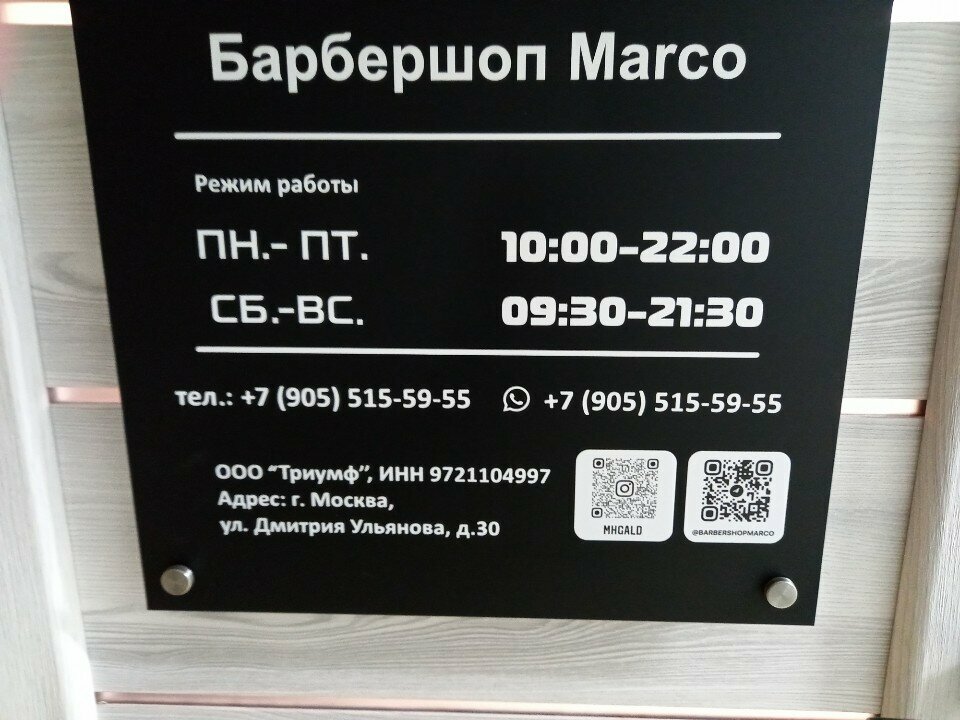 Барбершоп Marco
Режим работы
ПН.- ПТ. 10:00-22:00
СБ.-ВС. 09:30-21:30
тел.: +7 (905) 515-59-55 +7 (905) 515-59-55
ООО “Триумф”, ИНН 9721104997
Адрес: г. Москва,
ул. Дмитрия Ульянова, д.30
MHGALD
@BARBERSHOPMARCO